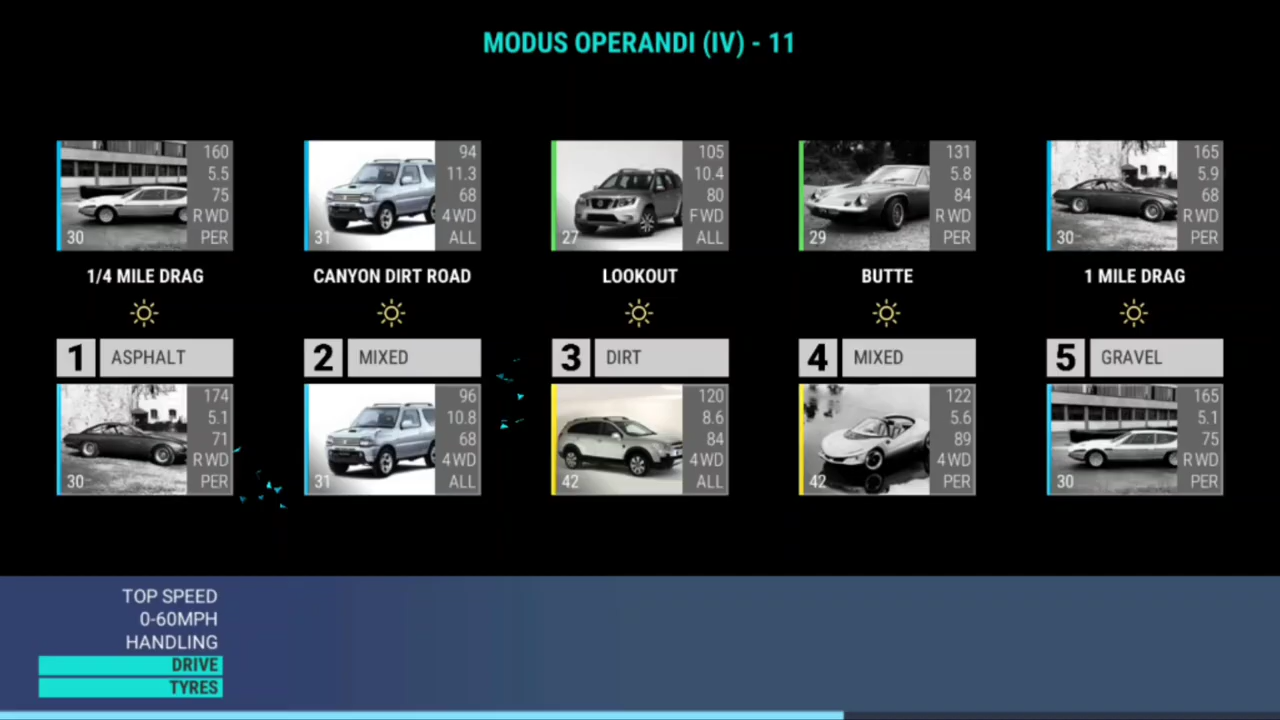 MODUS OPERANDI (IV) - 11
160
5.5
75
RWD
PER
30
94
11.3
68
4WD
ALL
31
105
10.4
80
FWD
ALL
27
131
5.8
84
RWD
PER
29
165
5.9
68
RWD
PER
30
1/4 MILE DRAG
CANYON DIRT ROAD
LOOKOUT
BUTTE
1 MILE DRAG
1 ASPHALT
2 MIXED
3 DIRT
4 MIXED
5 GRAVEL
174
5.1
71
RWD
PER
30
96
10.8
68
4WD
ALL
31
120
8.6
84
4WD
ALL
42
122
5.6
89
4WD
PER
42
165
5.1
75
RWD
PER
30
TOP SPEED
0-60MPH
HANDLING
DRIVE
TYRES